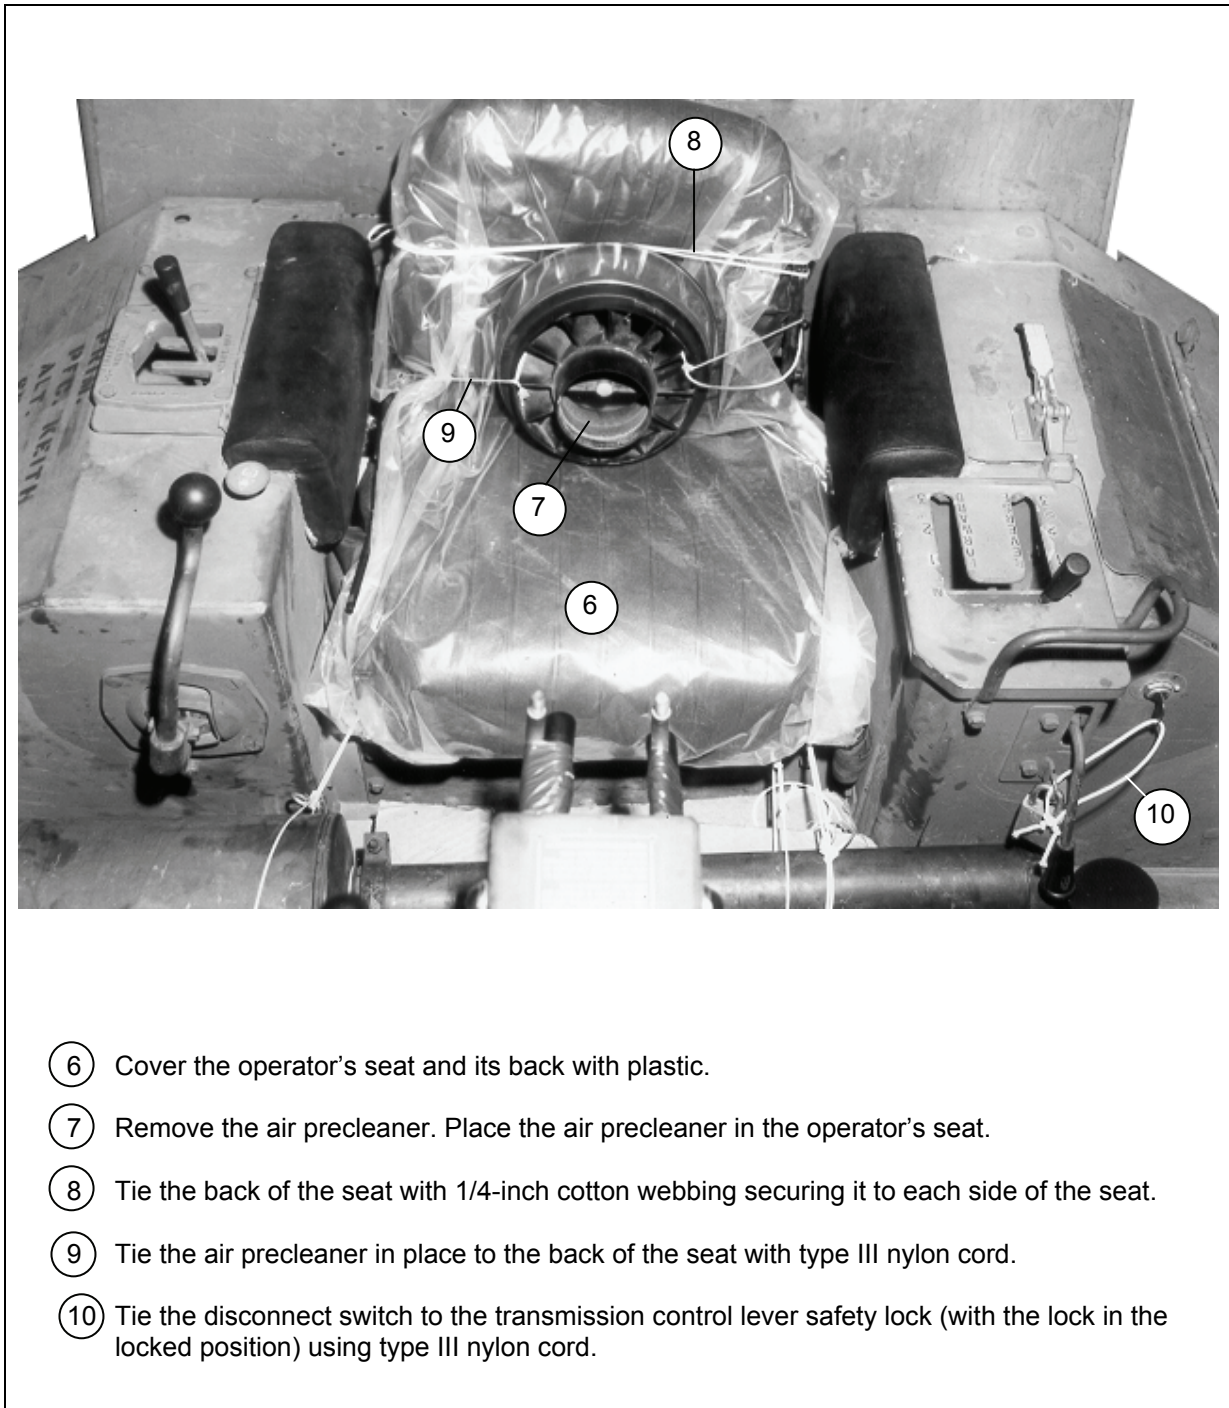 8
9
7
6
10
PFC. KEITH
ALT.
6 Cover the operator’s seat and its back with plastic.
7 Remove the air precleaner. Place the air precleaner in the operator’s seat.
8 Tie the back of the seat with 1/4-inch cotton webbing securing it to each side of the seat.
9 Tie the air precleaner in place to the back of the seat with type III nylon cord.
10 Tie the disconnect switch to the transmission control lever safety lock (with the lock in the
locked position) using type III nylon cord.